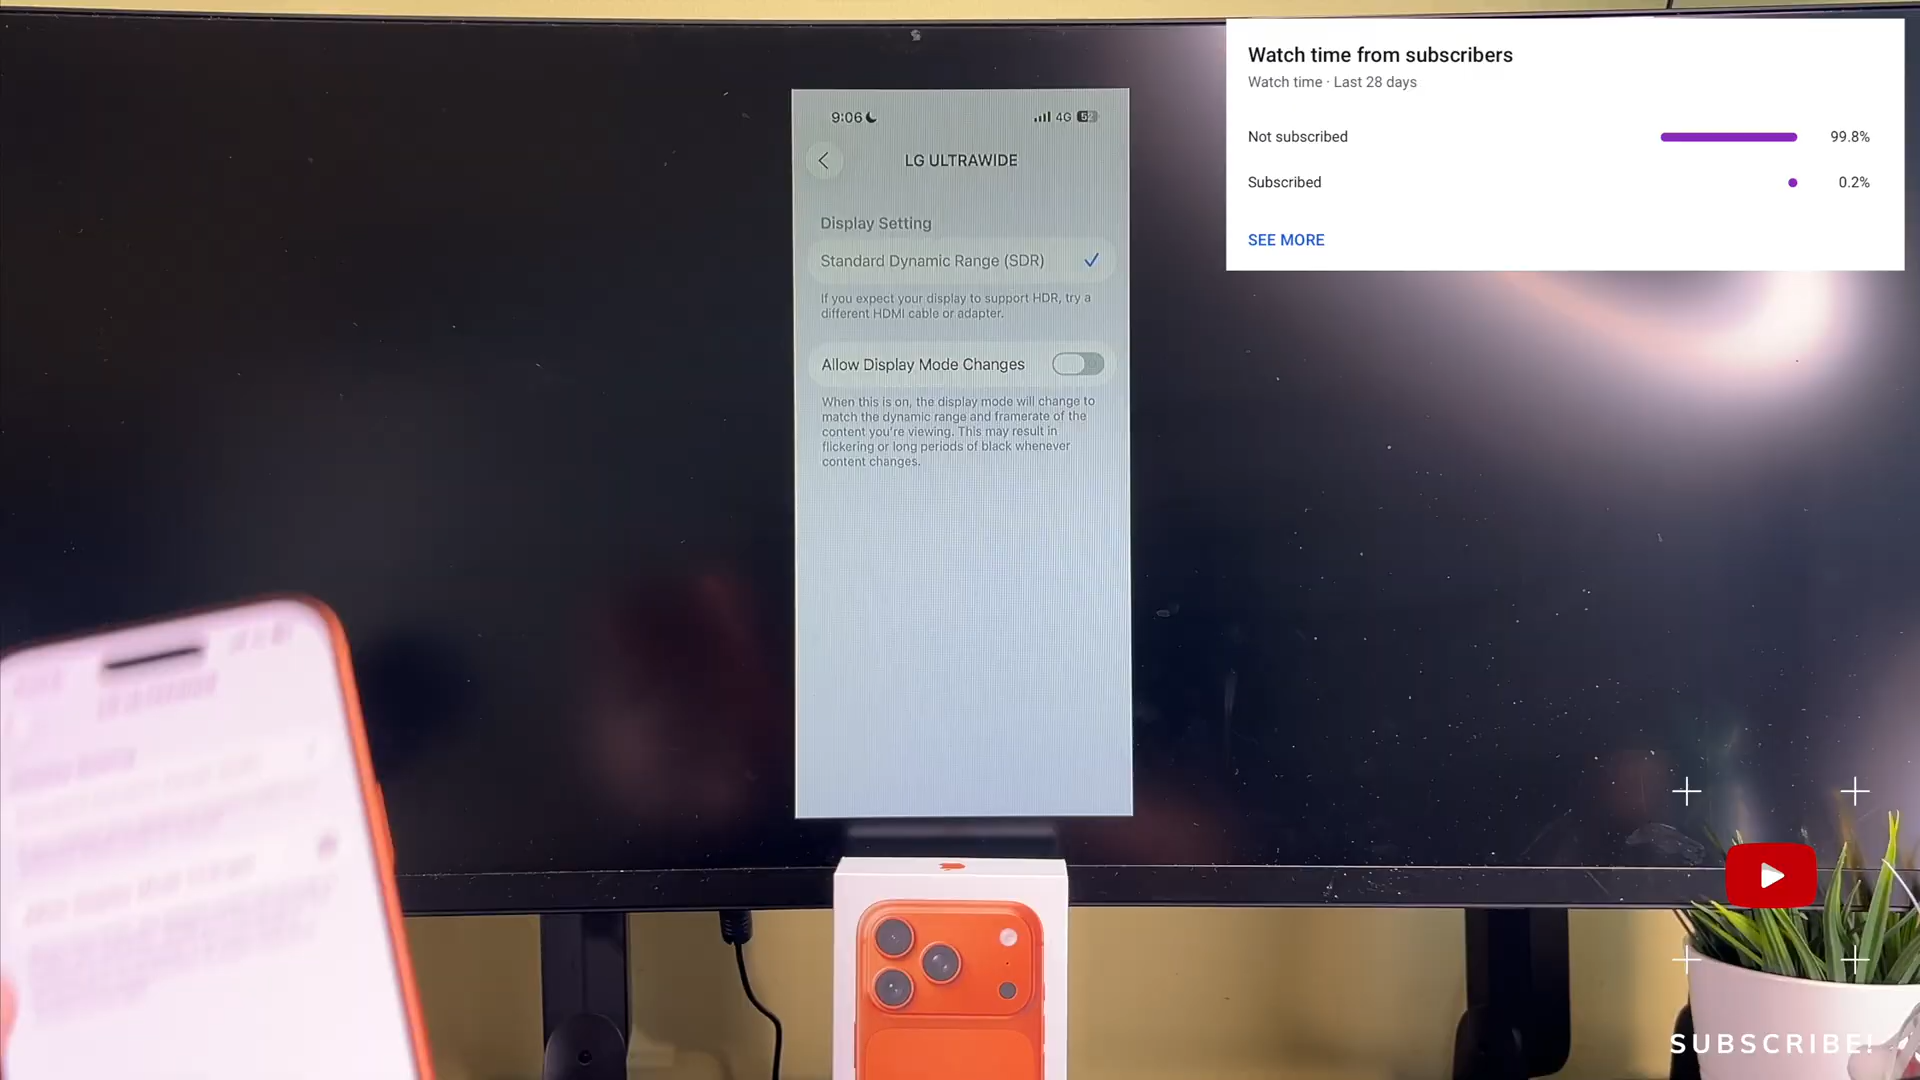 9:06
4G 52
LG ULTRAWIDE
Display Setting
Standard Dynamic Range (SDR)
If you expect your display to support HDR, try a
different HDMI cable or adapter.
Allow Display Mode Changes
When this is on, the display mode will change to
match the dynamic range and framerate of the
content you're viewing. This may result in
flickering or long periods of black whenever
content changes.
Watch time from subscribers
Watch time · Last 28 days
Not subscribed 99.8%
Subscribed 0.2%
SEE MORE
SUBSCRIBE!